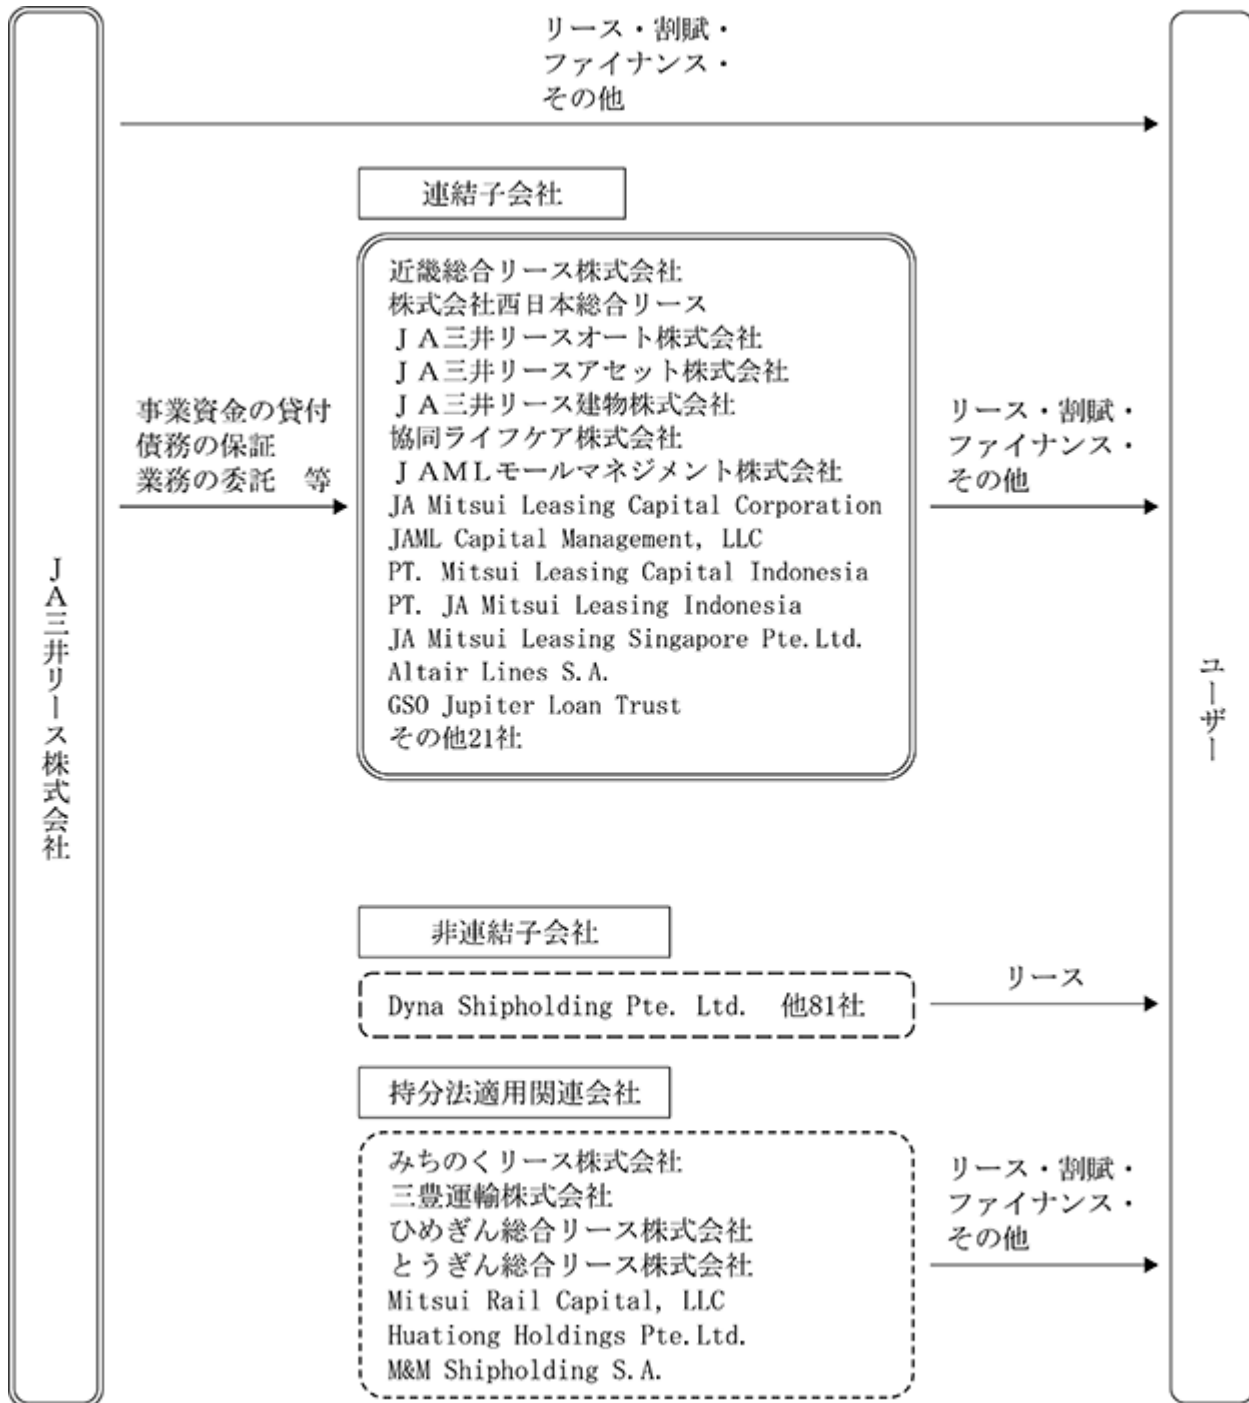 ＪＡ三井リース株式会社
リース・割賦・
ファイナンス・
その他
連結子会社
近畿総合リース株式会社
株式会社西日本総合リース
ＪＡ三井リースオート株式会社
ＪＡ三井リースアセット株式会社
ＪＡ三井リース建物株式会社
協同ライフケア株式会社
ＪＡＭＬモールマネジメント株式会社
JA Mitsui Leasing Capital Corporation
JAML Capital Management, LLC
PT. Mitsui Leasing Capital Indonesia
PT. JA Mitsui Leasing Indonesia
JA Mitsui Leasing Singapore Pte.Ltd.
Altair Lines S.A.
GSO Jupiter Loan Trust
その他21社
事業資金の貸付
債務の保証
業務の委託　等
リース・割賦・
ファイナンス・
その他
非連結子会社
Dyna Shipholding Pte. Ltd.　他81社
リース
持分法適用関連会社
みちのくリース株式会社
三豊運輸株式会社
ひめぎん総合リース株式会社
とうぎん総合リース株式会社
Mitsui Rail Capital, LLC
Huationg Holdings Pte.Ltd.
M&M Shipholding S.A.
リース・割賦・
ファイナンス・
その他
ユーザー